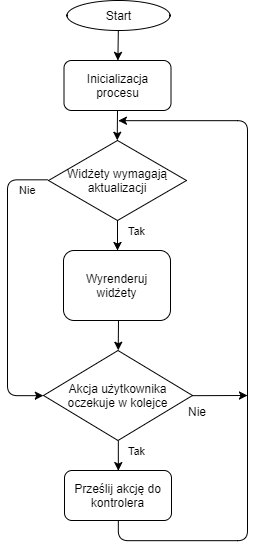 Start
Inicializacja
procesu
Widżety wymagają
aktualizacji
Nie
Tak
Wyrenderuj
widżety
Akcja użytkownika
oczekuje w kolejce
Nie
Tak
Prześlij akcję do
kontrolera